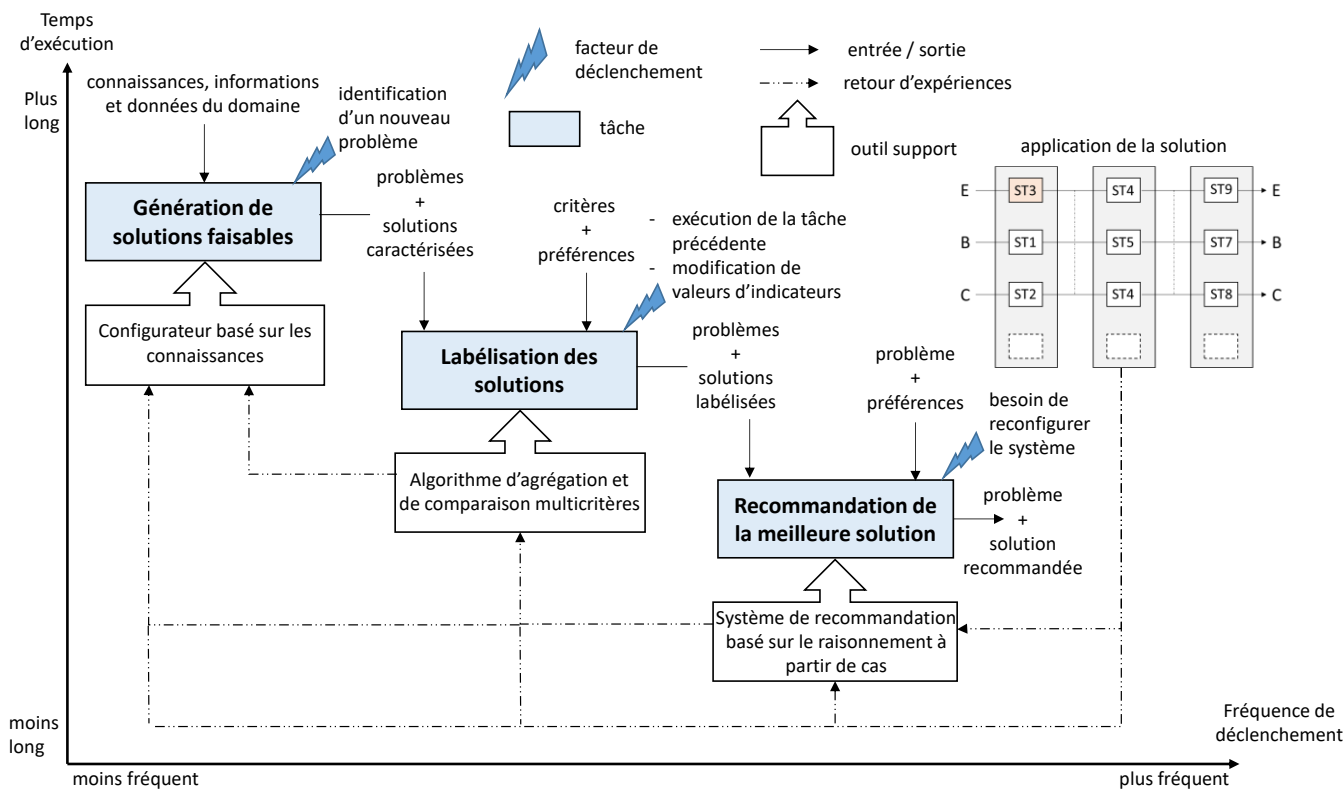 Temps
d'exécution
Plus
long
connaissances, informations
et données du domaine
identification
d'un nouveau
problème
facteur de
déclenchement
tâche
entrée / sortie
retour d'expériences
outil support
application de la solution
E
ST3
ST4
ST9
E
B
ST1
ST5
ST7
B
C
ST2
ST4
ST8
C
Génération de
solutions faisables
problèmes
+
solutions
caractérisées
critères
+
préférences
- exécution de la tâche
précédente
- modification de
valeurs d'indicateurs
Configurateur basé sur les
connaissances
Labélisation des
solutions
problèmes
+
solutions
labélisées
problème
+
préférences
besoin de
reconfigurer
le système
Algorithme d'agrégation et
de comparaison multicritères
Recommandation de
la meilleure solution
problème
+
solution
recommandée
Système de recommandation
basé sur le raisonnement à
partir de cas
moins
long
moins fréquent
plus fréquent
Fréquence de
déclenchement